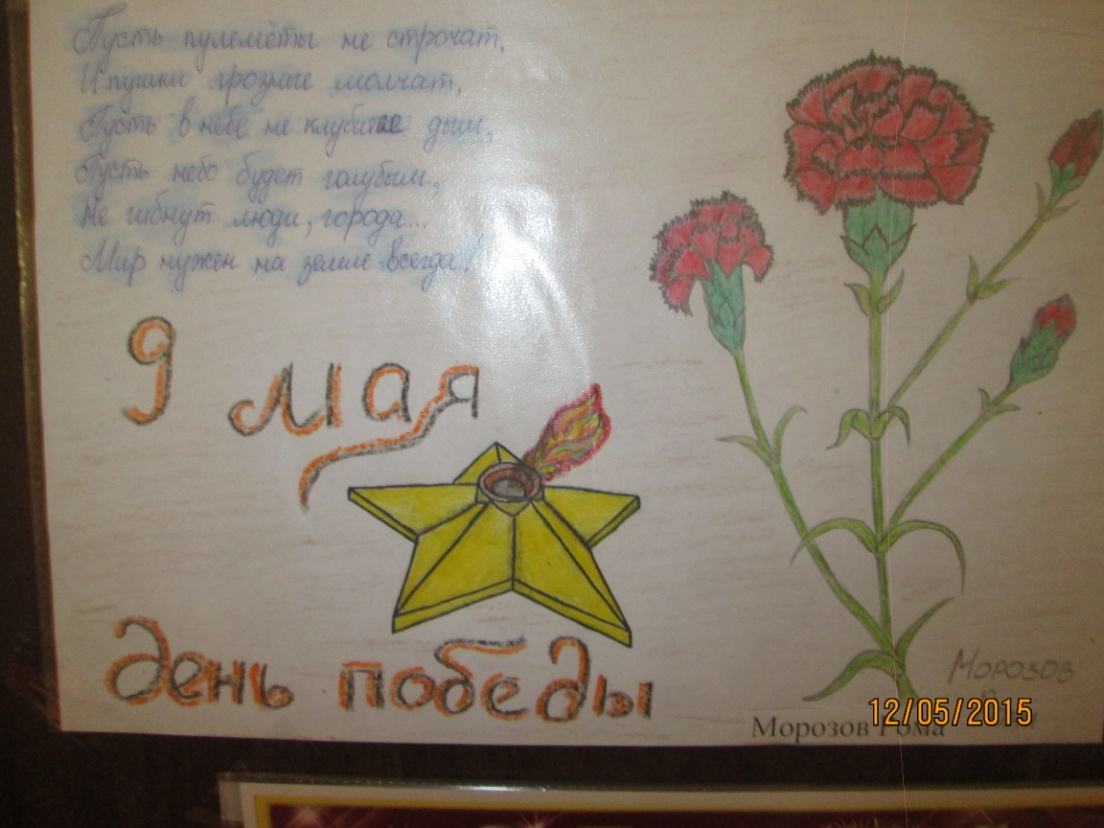 Пусть пулемёты не строчат,
И пушки грозные молчат,
Пусть в небе не клубится дым,
Пусть небо будет голубым,
Не гибнут люди, города...
Мир нужен на земле всегда!
9 мая
день победы
Морозов
Р
Морозов Рома
12/05/2015